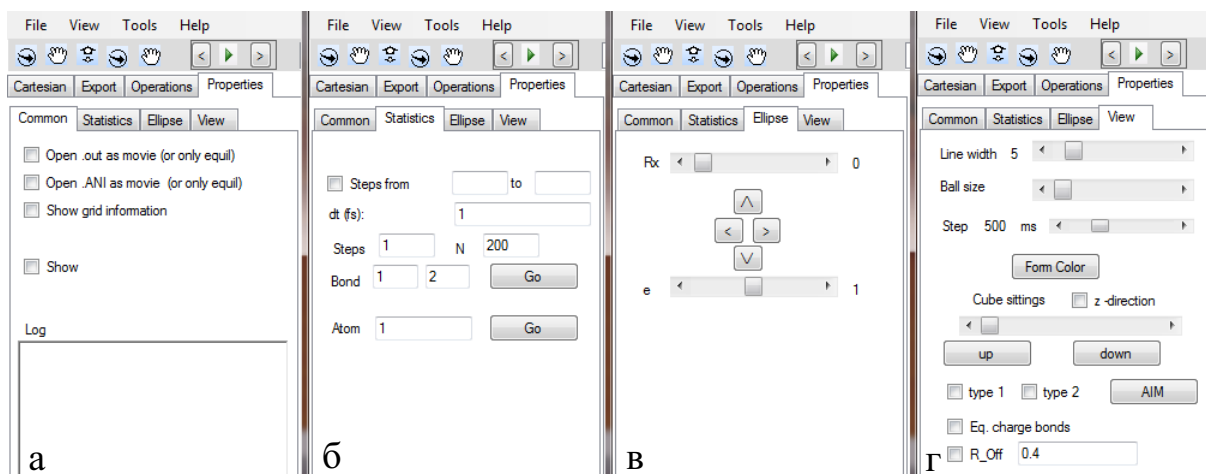 File View Tools Help
< >
Cartesian Export Operations Properties
Common Statistics Ellipse View
Open .out as movie (or only equil)
Open .ANI as movie (or only equil)
Show grid information
Show
Log
а
File View Tools Help
< >
Cartesian Export Operations Properties
Common Statistics Ellipse View
Steps from to
dt (fs): 1
Steps 1 N 200
Bond 1 2 Go
Atom 1 Go
б
File View Tools Help
< >
Cartesian Export Operations Properties
Common Statistics Ellipse View
Rx 0
< >
e 1
в
File View Tools Help
< >
Cartesian Export Operations Properties
Common Statistics Ellipse View
Line width 5
Ball size
Step 500 ms
Form Color
Cube sittings z -direction
up down
type 1 type 2 AIM
Eq. charge bonds
R_Off 0.4
г